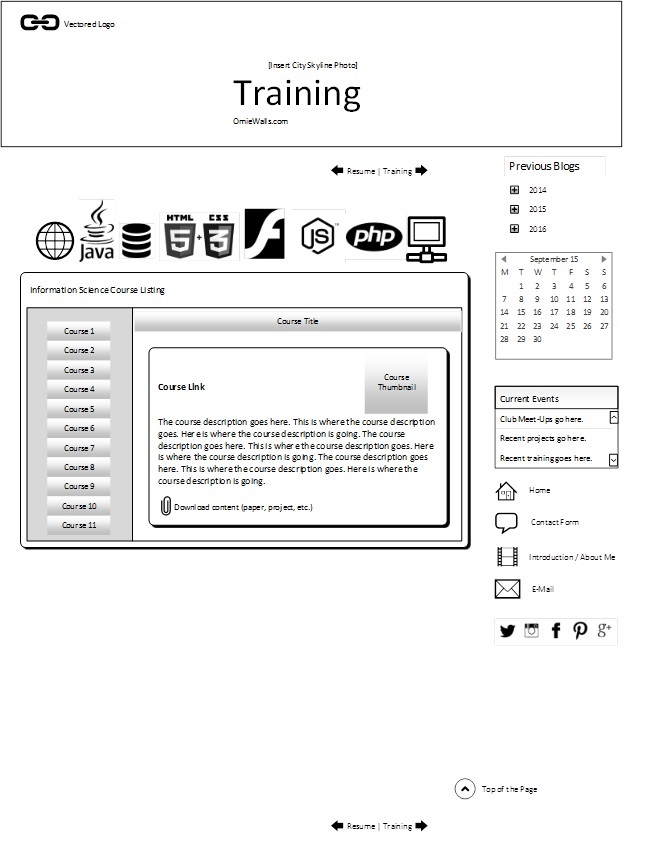 Vectored Logo
[Insert City Skyline Photo]
Training
OmieWalls.com
Resume | Training
Previous Blogs
2014
2015
2016
Java
HTML 5 + CSS 3
JS
php
September 15
M T W T F S S
1 2 3 4 5 6
7 8 9 10 11 12 13
14 15 16 17 18 19 20
21 22 23 24 25 26 27
28 29 30
Information Science Course Listing
Course 1
Course 2
Course 3
Course 4
Course 5
Course 6
Course 7
Course 8
Course 9
Course 10
Course 11
Course Title
Course Link
Course
Thumbnail
The course description goes here. This is where the course description
goes. Here is where the course description is going. The course
description goes here. This is where the course description goes. Here
is where the course description is going. The course description goes
here. This is where the course description goes. Here is where the
course description is going.
Download content (paper, project, etc.)
Current Events
Club Meet-Ups go here.
Recent projects go here.
Recent training goes here.
Home
Contact Form
Introduction / About Me
E-Mail
g+
Top of the Page
Resume | Training